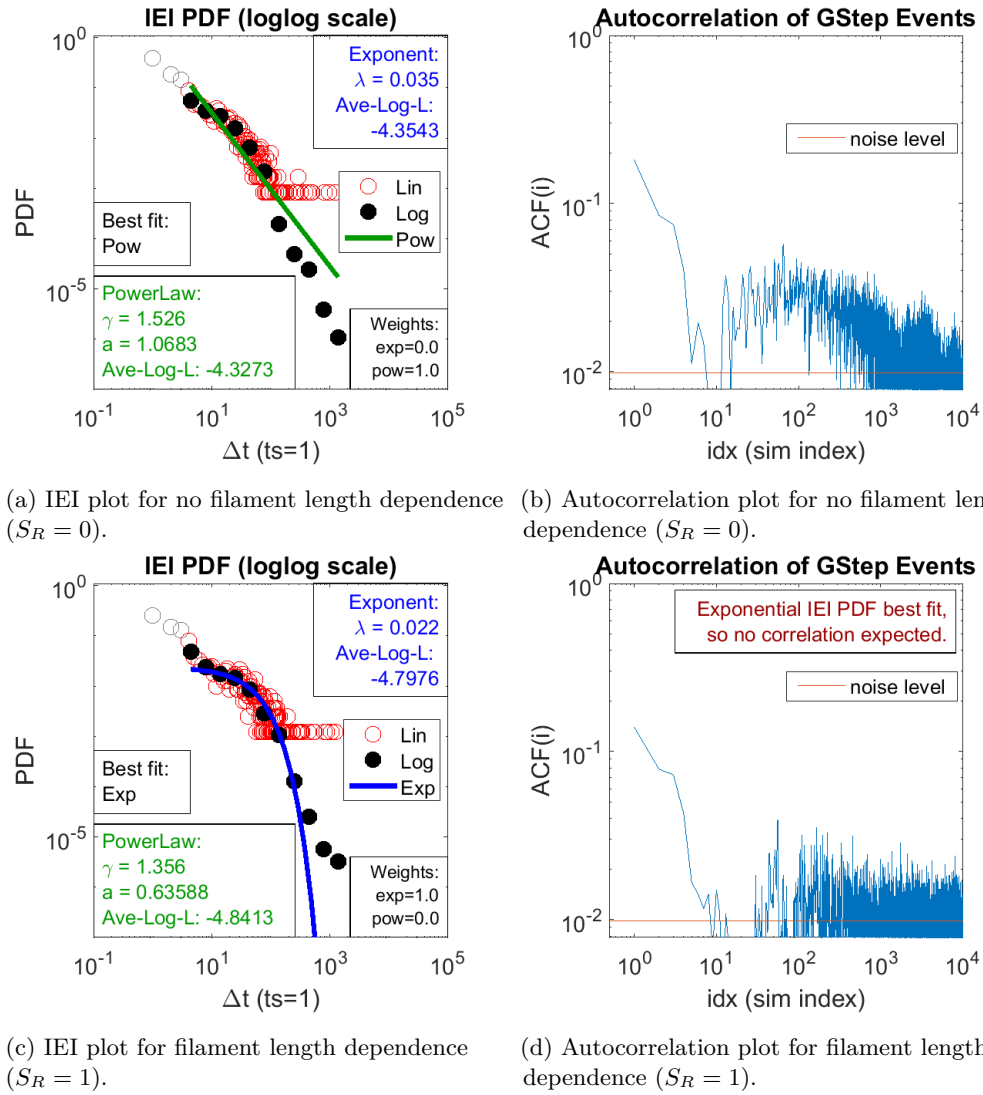 IEI PDF (loglog scale)
10^0
10^-5
PDF
Exponent:
λ = 0.035
Ave-Log-L:
-4.3543
Lin
Log
Pow
Best fit:
Pow
PowerLaw:
γ = 1.526
a = 1.0683
Ave-Log-L: -4.3273
Weights:
exp=0.0
pow=1.0
10^-1 10^1 10^3 10^5
Δt (ts=1)
Autocorrelation of GStep Events
10^0
10^-1
10^-2
ACF(i)
noise level
10^0 10^1 10^2 10^3 10^4
idx (sim index)
(a) IEI plot for no filament length dependence
(S_R = 0).
(b) Autocorrelation plot for no filament len
dependence (S_R = 0).
IEI PDF (loglog scale)
10^0
10^-5
PDF
Exponent:
λ = 0.022
Ave-Log-L:
-4.7976
Lin
Log
Exp
Best fit:
Exp
PowerLaw:
γ = 1.356
a = 0.63588
Ave-Log-L: -4.8413
Weights:
exp=1.0
pow=0.0
10^-1 10^1 10^3 10^5
Δt (ts=1)
Autocorrelation of GStep Events
10^0
10^-1
10^-2
ACF(i)
Exponential IEI PDF best fit,
so no correlation expected.
noise level
10^0 10^1 10^2 10^3 10^4
idx (sim index)
(c) IEI plot for filament length dependence
(S_R = 1).
(d) Autocorrelation plot for filament length
dependence (S_R = 1).